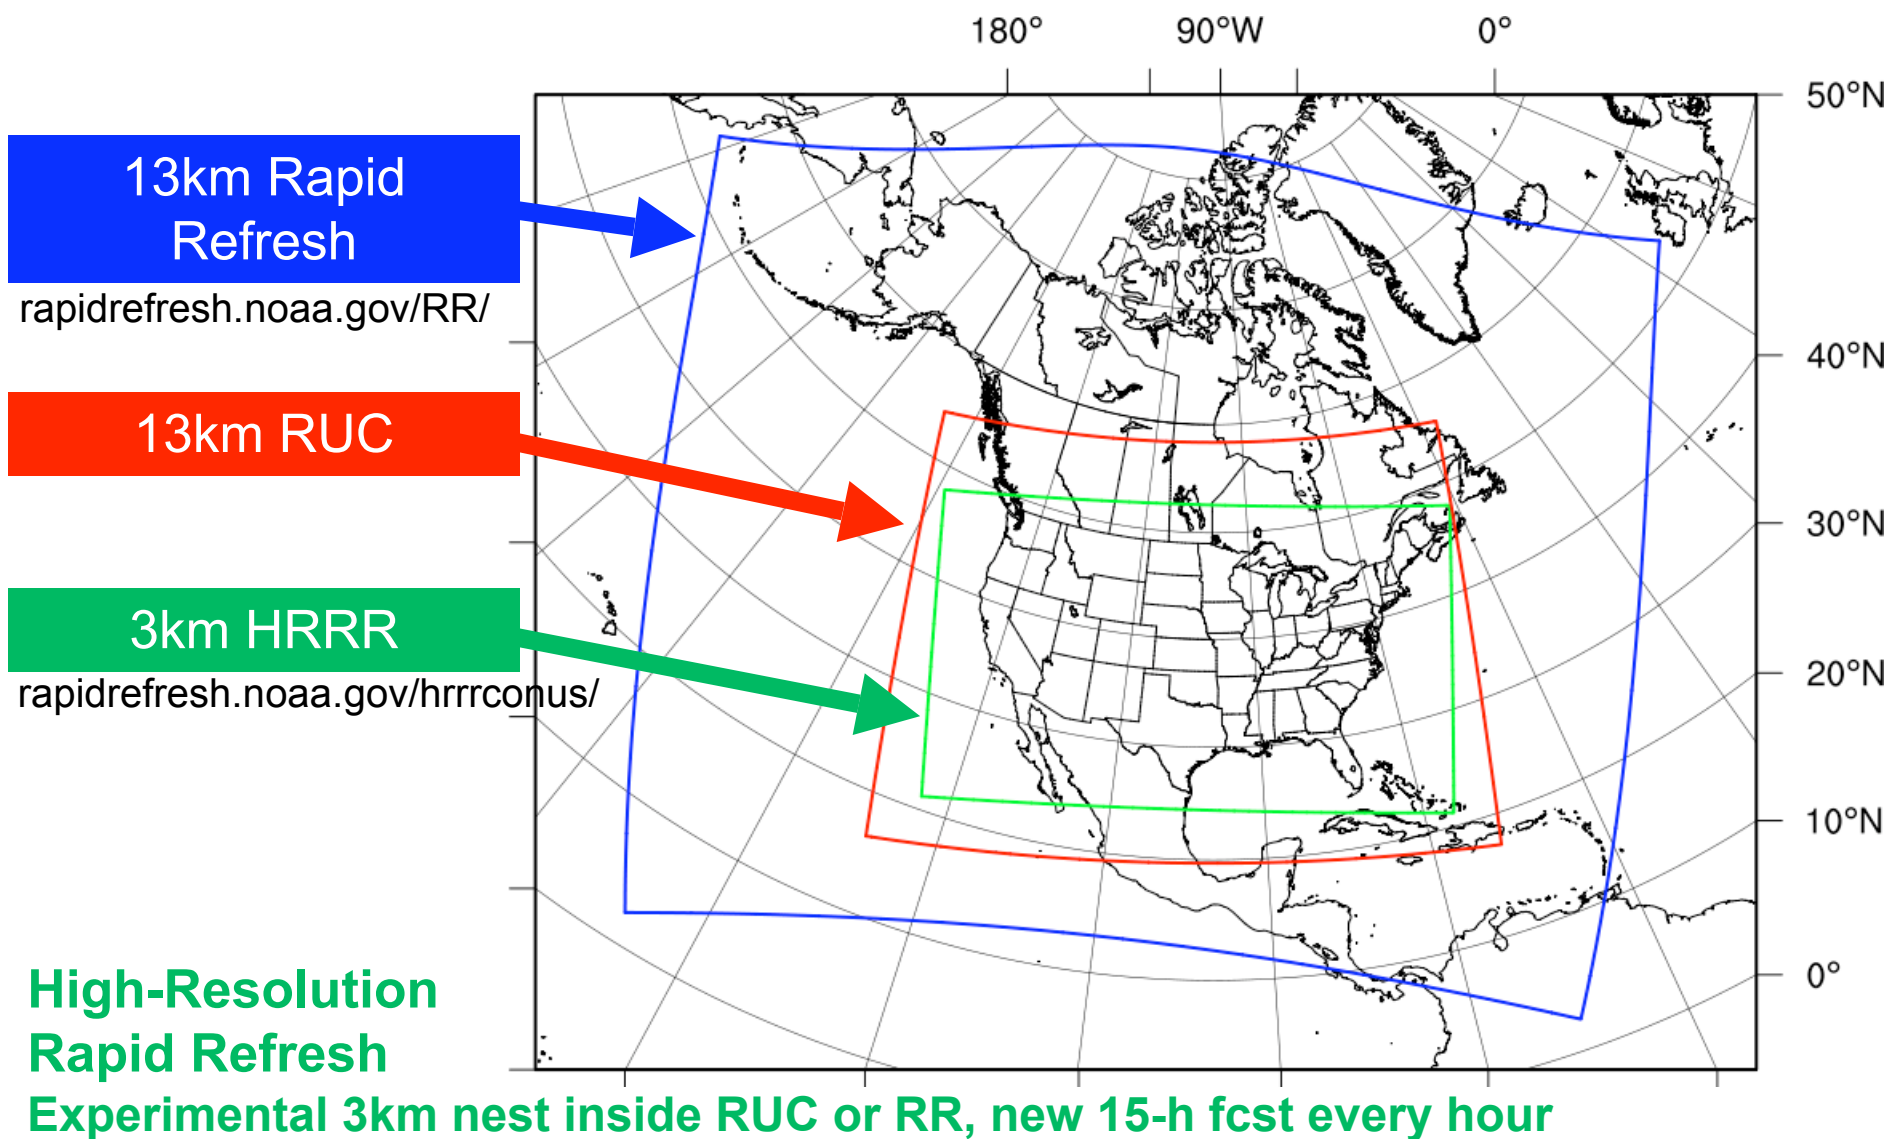 180° 90°W 0°
50°N
13km Rapid
Refresh
rapidrefresh.noaa.gov/RR/
40°N
13km RUC
30°N
3km HRRR
rapidrefresh.noaa.gov/hrrrconus/
20°N
10°N
0°
High-Resolution
Rapid Refresh
Experimental 3km nest inside RUC or RR, new 15-h fcst every hour